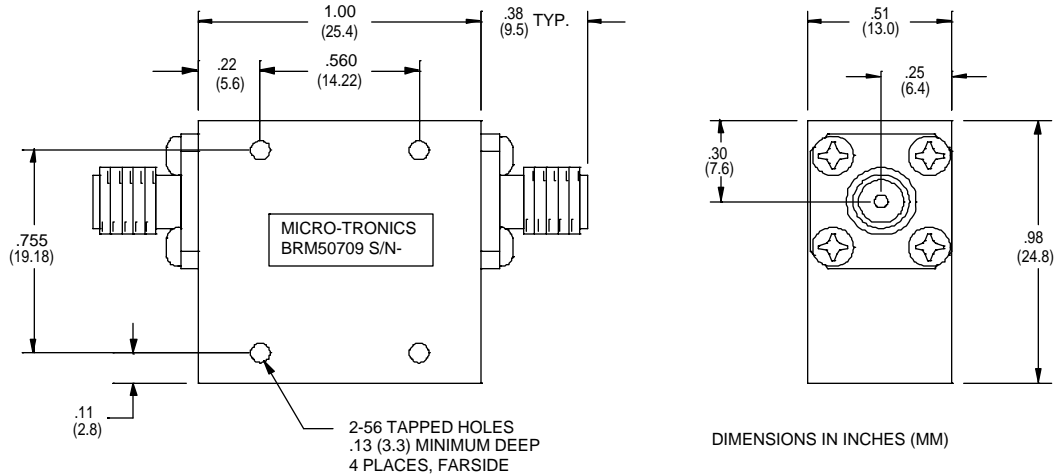 1.00
(25.4)
.38
(9.5) TYP.
.22
(5.6)
.560
(14.22)
.755
(19.18)
MICRO-TRONICS
BRM50709 S/N-
.11
(2.8)
2-56 TAPPED HOLES
.13 (3.3) MINIMUM DEEP
4 PLACES, FARSIDE
.51
(13.0)
.25
(6.4)
.30
(7.6)
.98
(24.8)
DIMENSIONS IN INCHES (MM)